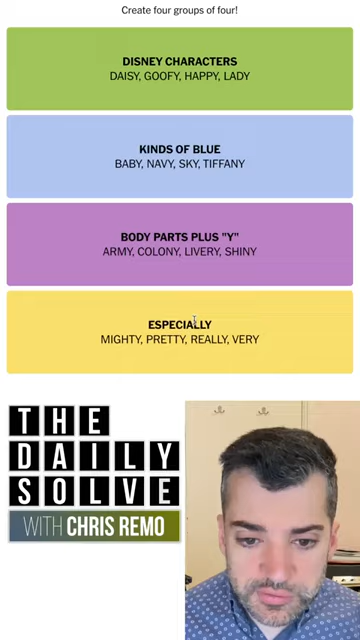 Create four groups of four!
DISNEY CHARACTERS
DAISY, GOOFY, HAPPY, LADY
KINDS OF BLUE
BABY, NAVY, SKY, TIFFANY
BODY PARTS PLUS "Y"
ARMY, COLONY, LIVERY, SHINY
ESPECIALLY
MIGHTY, PRETTY, REALLY, VERY
THE
DAILY
SOLVE
WITH CHRIS REMO